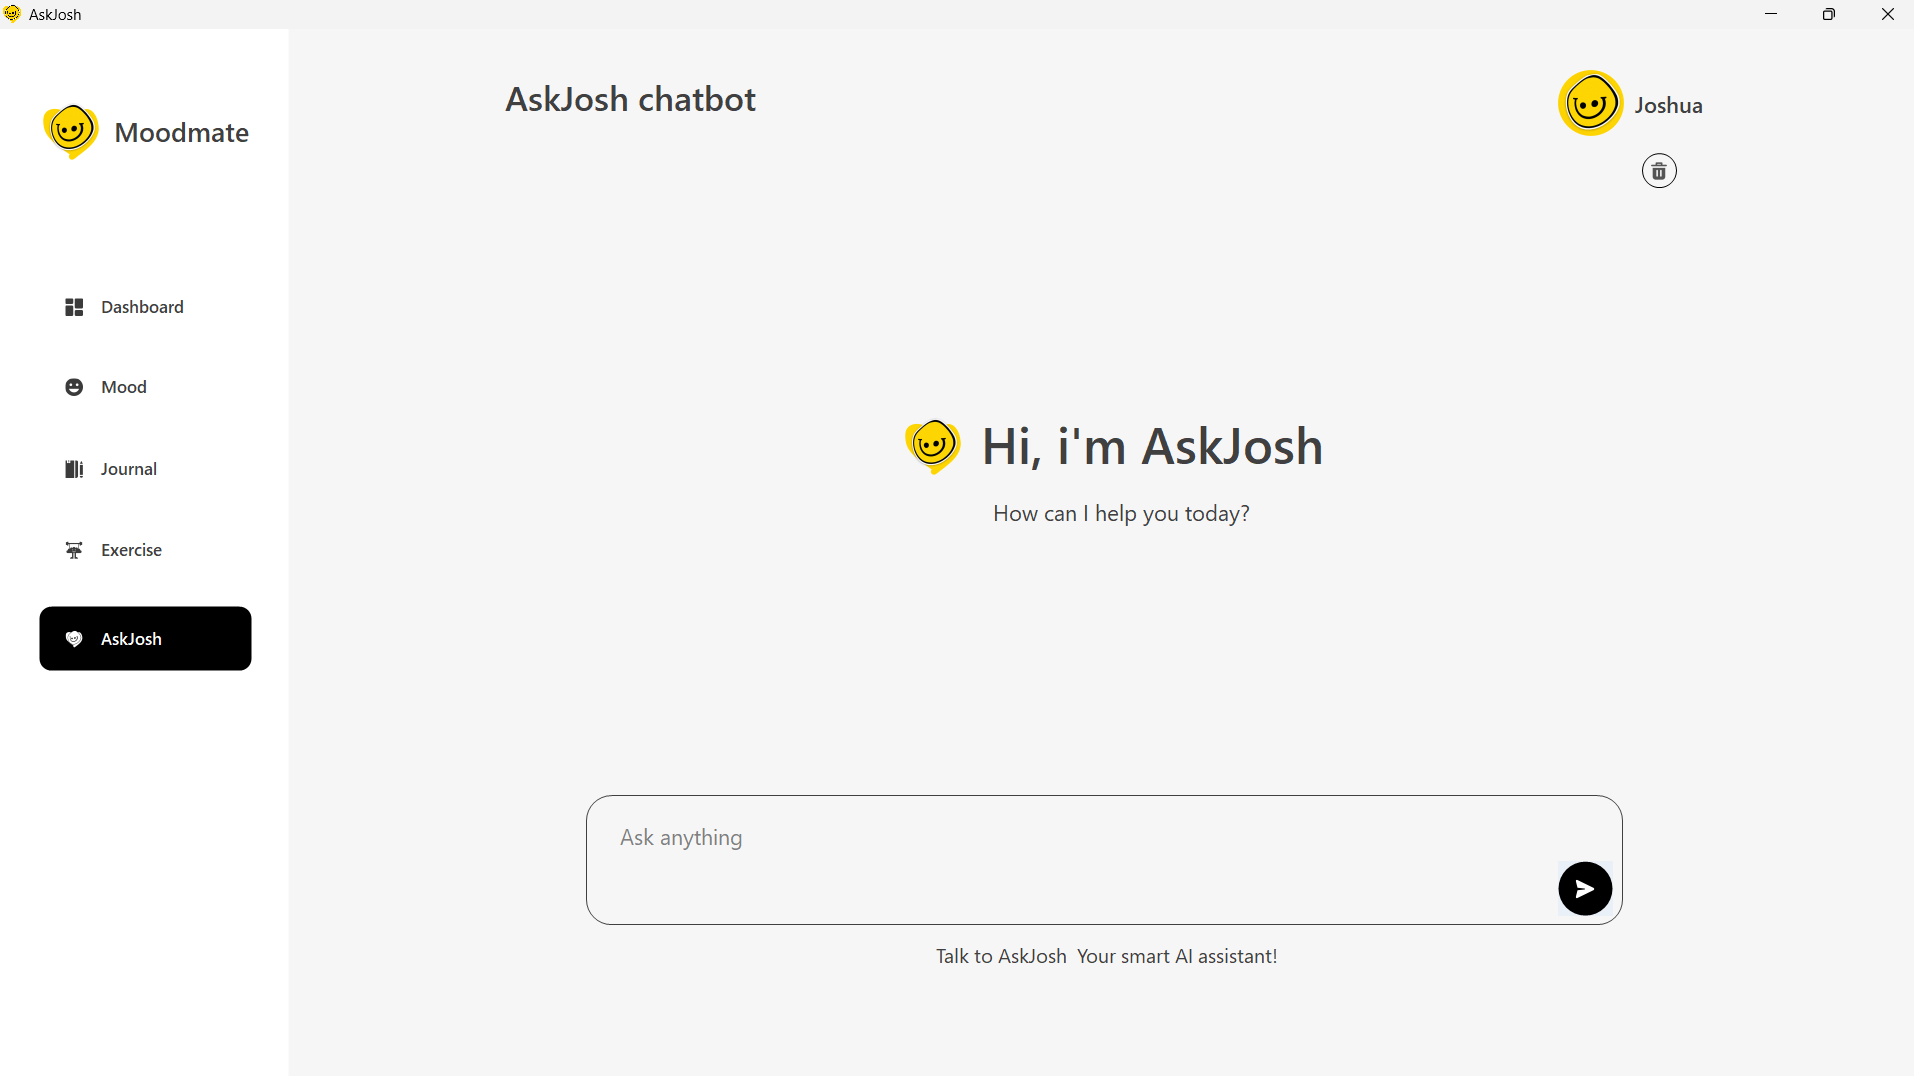 AskJosh
Moodmate
Dashboard
Mood
Journal
Exercise
AskJosh
AskJosh chatbot
Joshua
Hi, i'm AskJosh
How can I help you today?
Ask anything
Talk to AskJosh  Your smart AI assistant!